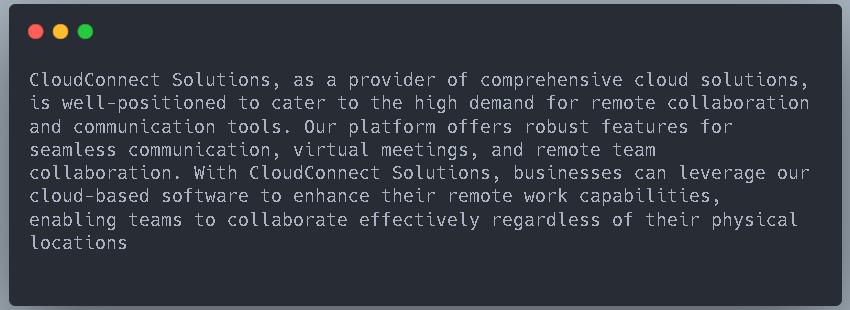 CloudConnect Solutions, as a provider of comprehensive cloud solutions,
is well-positioned to cater to the high demand for remote collaboration
and communication tools. Our platform offers robust features for
seamless communication, virtual meetings, and remote team
collaboration. With CloudConnect Solutions, businesses can leverage our
cloud-based software to enhance their remote work capabilities,
enabling teams to collaborate effectively regardless of their physical
locations